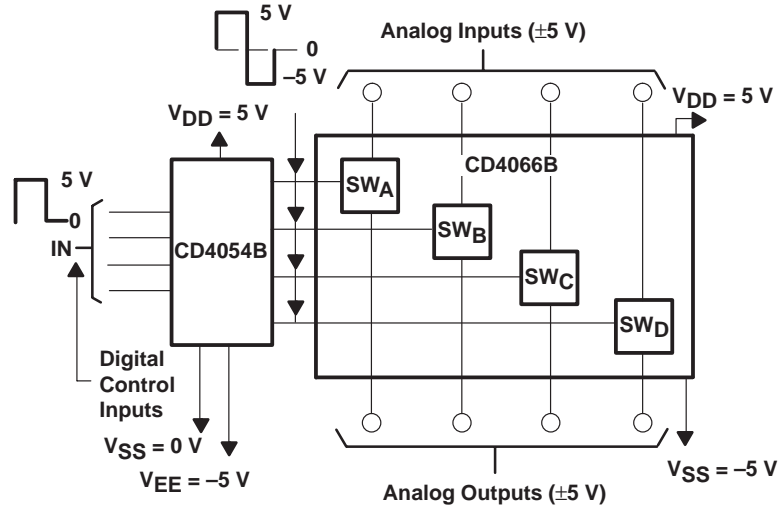 5 V
0
–5 V
Analog Inputs (±5 V)
VDD = 5 V
VDD = 5 V
5 V
0
IN
CD4054B
CD4066B
SWA
SWB
SWC
SWD
Digital
Control
Inputs
VSS = 0 V
VEE = –5 V
VSS = –5 V
Analog Outputs (±5 V)